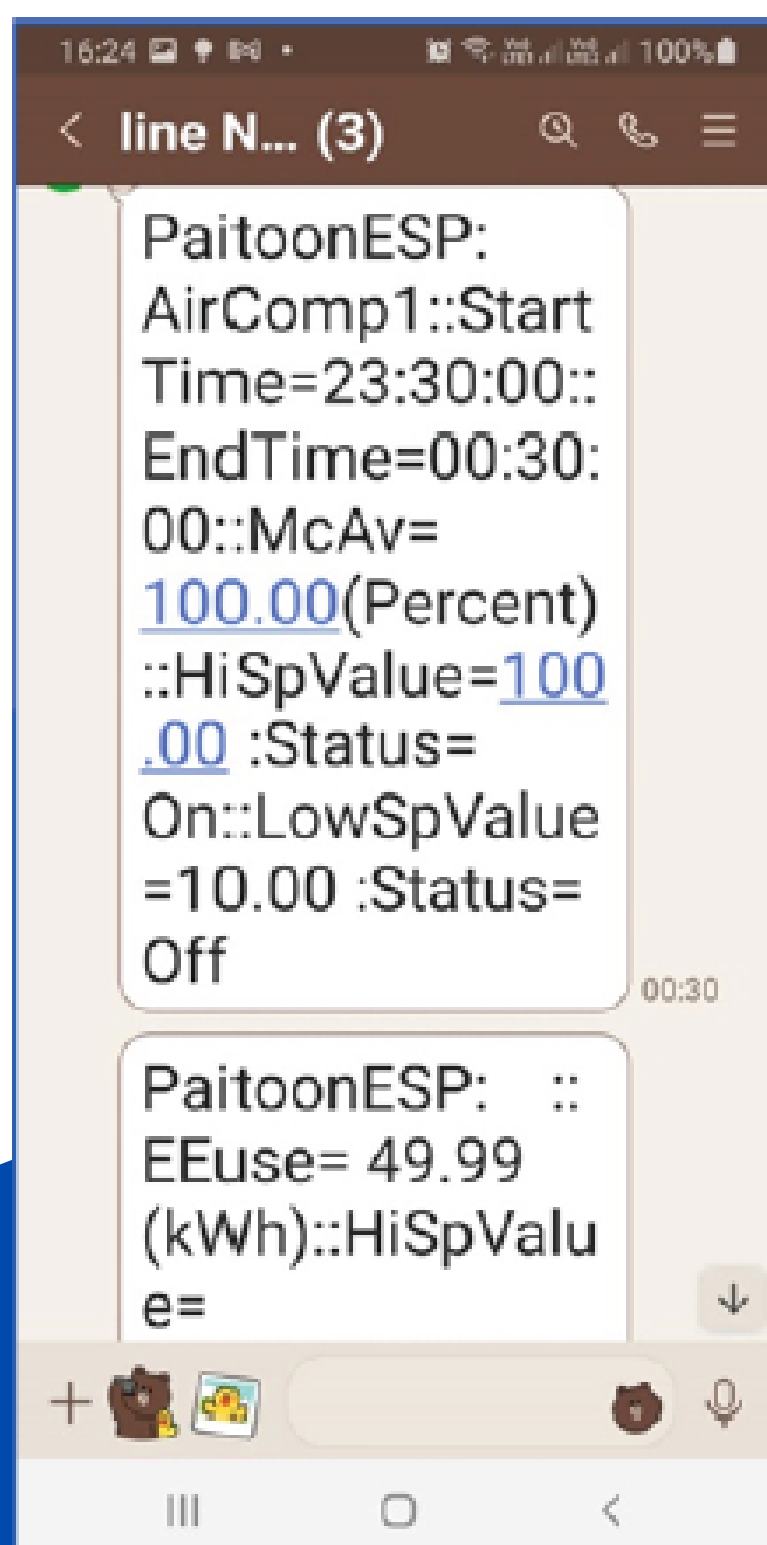 16:24 100%
line N... (3)
PaitoonESP:
AirComp1::Start
Time=23:30:00::
EndTime=00:30:
00::McAv=
100.00(Percent)
::HiSpValue=100
.00 :Status=
On::LowSpValue
=10.00 :Status=
Off
00:30
PaitoonESP: ::
EEuse= 49.99
(kWh)::HiSpValu
e=